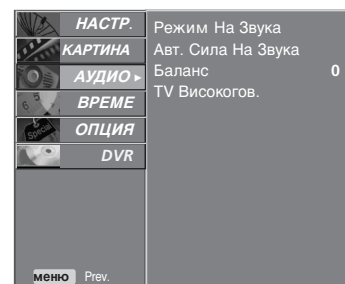 НАСТР.
КАРТИНА
АУДИО
ВРЕМЕ
ОПЦИЯ
DVR
Режим На Звука
Авт. Сила На Звука
Баланс 0
TV Високогов.
Special
меню Prev.